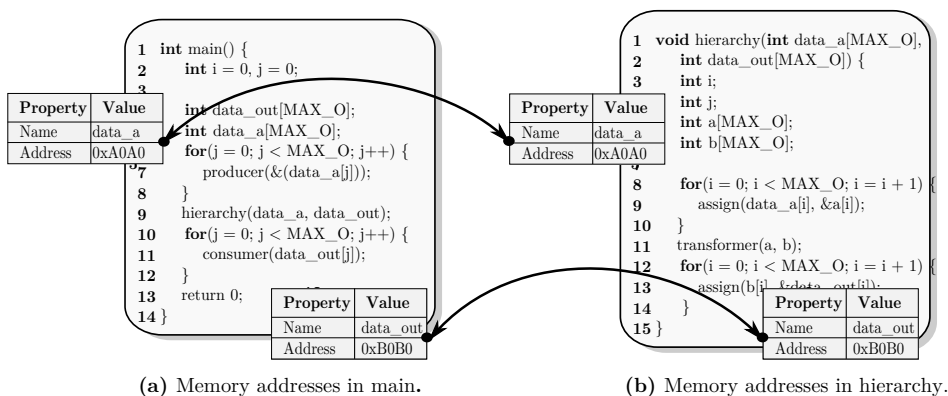 1 int main() {
2 int i = 0, j = 0;
3
int data_out[MAX_O];
int data_a[MAX_O];
for(j = 0; j < MAX_O; j++) {
7 producer(&(data_a[j]));
8 }
9 hierarchy(data_a, data_out);
10 for(j = 0; j < MAX_O; j++) {
11 consumer(data_out[j]);
12 }
13 return 0;
14 }
Property Value
Name data_a
Address 0xA0A0
Property Value
Name data_out
Address 0xB0B0
(a) Memory addresses in main.
1 void hierarchy(int data_a[MAX_O],
2 int data_out[MAX_O]) {
3 int i;
int j;
int a[MAX_O];
int b[MAX_O];
8 for(i = 0; i < MAX_O; i = i + 1) {
9 assign(data_a[i], &a[i]);
10 }
11 transformer(a, b);
12 for(i = 0; i < MAX_O; i = i + 1) {
13 assign(b[i], &data_out[i]);
14 }
15 }
Property Value
Name data_a
Address 0xA0A0
Property Value
Name data_out
Address 0xB0B0
(b) Memory addresses in hierarchy.